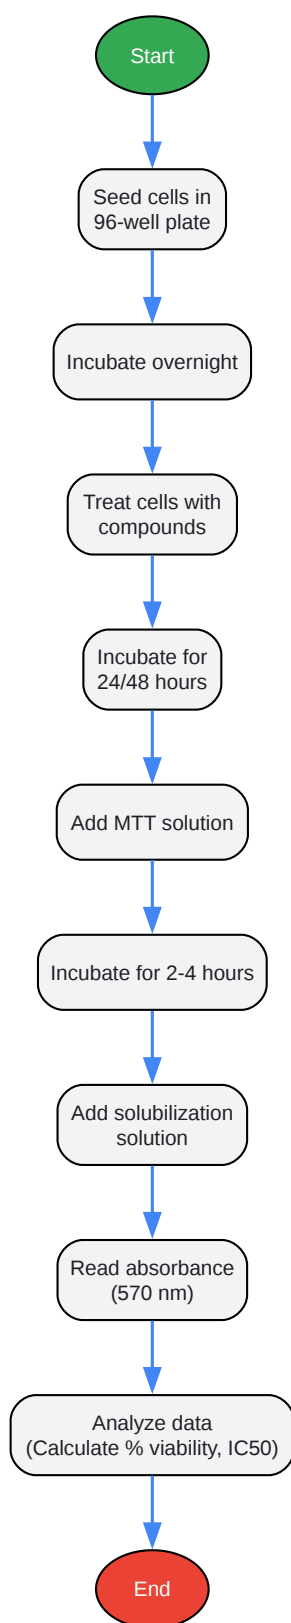 Start
Seed cells in
96-well plate
Incubate overnight
Treat cells with
compounds
Incubate for
24/48 hours
Add MTT solution
Incubate for 2-4 hours
Add solubilization
solution
Read absorbance
(570 nm)
Analyze data
(Calculate % viability, IC50)
End